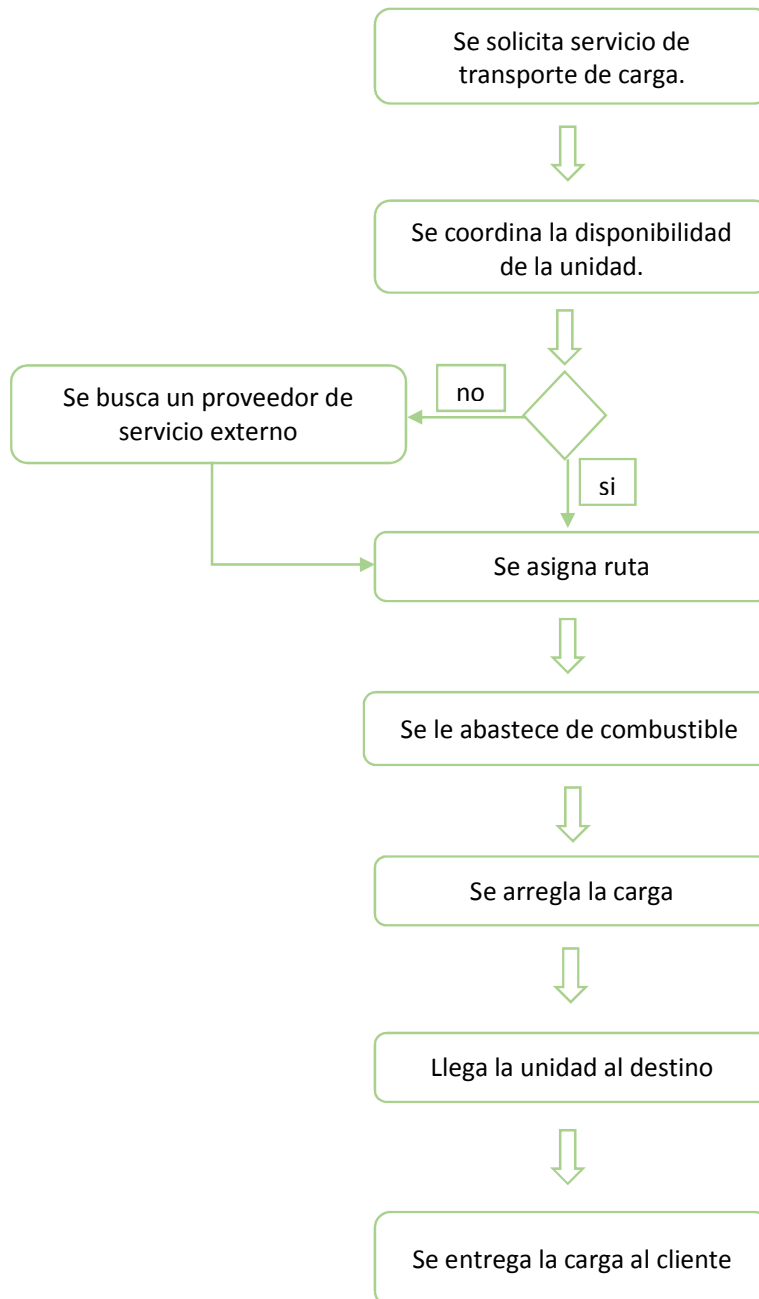 Se solicita servicio de
transporte de carga.
Se coordina la disponibilidad
de la unidad.
no
Se busca un proveedor de
servicio externo
si
Se asigna ruta
Se le abastece de combustible
Se arregla la carga
Llega la unidad al destino
Se entrega la carga al cliente